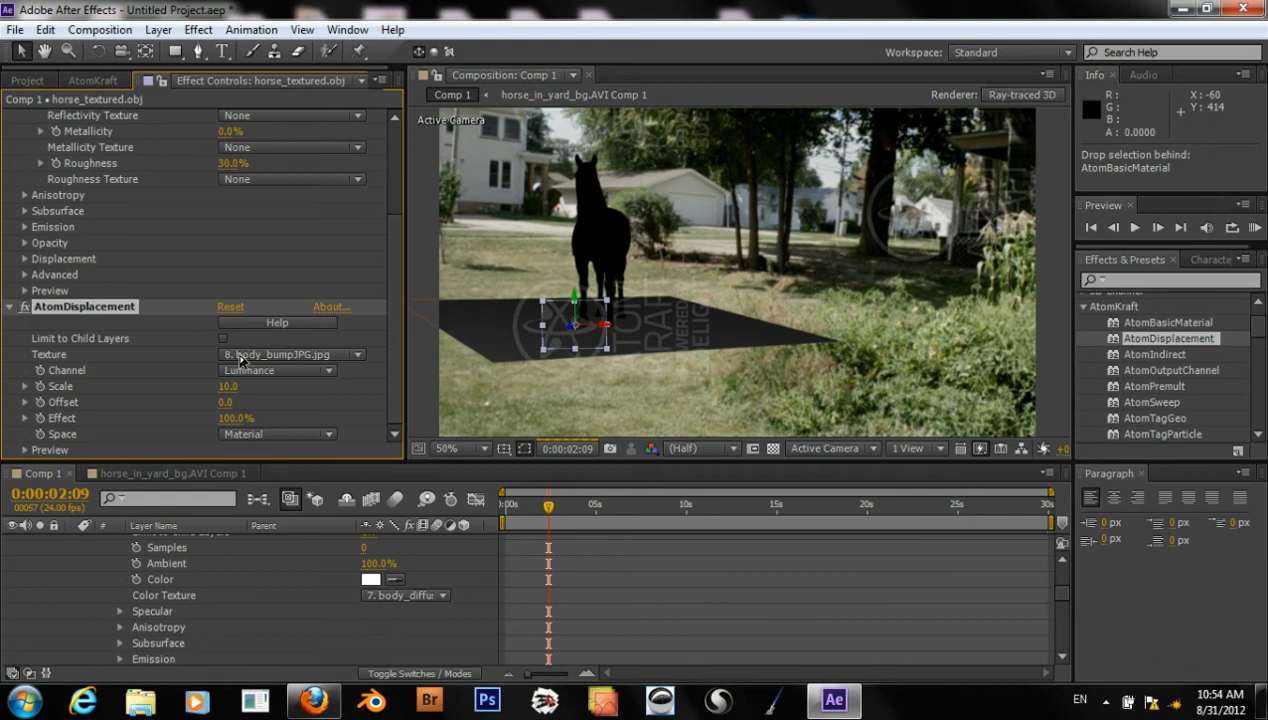 Adobe After Effects - Untitled Project.aep *
File Edit Composition Layer Effect Animation View Window Help
Workspace: Standard Search Help
Project AtomKraft Effect Controls: horse_textured.obj
Composition: Comp 1
Info Audio
Comp 1 • horse_textured.obj
Comp 1 horse_in_yard_bg.AVI Comp 1 Renderer: Ray-traced 3D
Active Camera
R :
G :
B :
A : 0.0000
X : -60
Y : 414
Drop selection behind:
AtomBasicMaterial
Reflectivity Texture None
Metallicity 0.0%
Metallicity Texture None
Roughness 30.0%
Roughness Texture None
Anisotropy
Subsurface
Emission
Opacity
Displacement
Advanced
Preview
AtomDisplacement Reset About...
Help
Limit to Child Layers
Texture 8. body_bumpJPG.jpg
Channel Luminance
Scale 10.0
Offset 0.0
Effect 100.0%
Space Material
Preview
Preview
Effects & Presets Characte
AtomKraft
AtomBasicMaterial
AtomDisplacement
AtomIndirect
AtomOutputChannel
AtomPremult
AtomSweep
AtomTagGeo
AtomTagParticle
50% 0:00:02:09 (Half) Active Camera 1 View +0
Comp 1 horse_in_yard_bg.AVI Comp 1
0:00:02:09
00057 (24.00 fps)
# Layer Name Parent
:00s 05s 10s 15s 20s 25s 30s
Samples 0
Ambient 100.0%
Color
Color Texture 7. body_diffu:
Specular
Anisotropy
Subsurface
Emission
Toggle Switches / Modes
Paragraph
0 px 0 px 0 px
0 px 0 px
EN
10:54 AM
8/31/2012